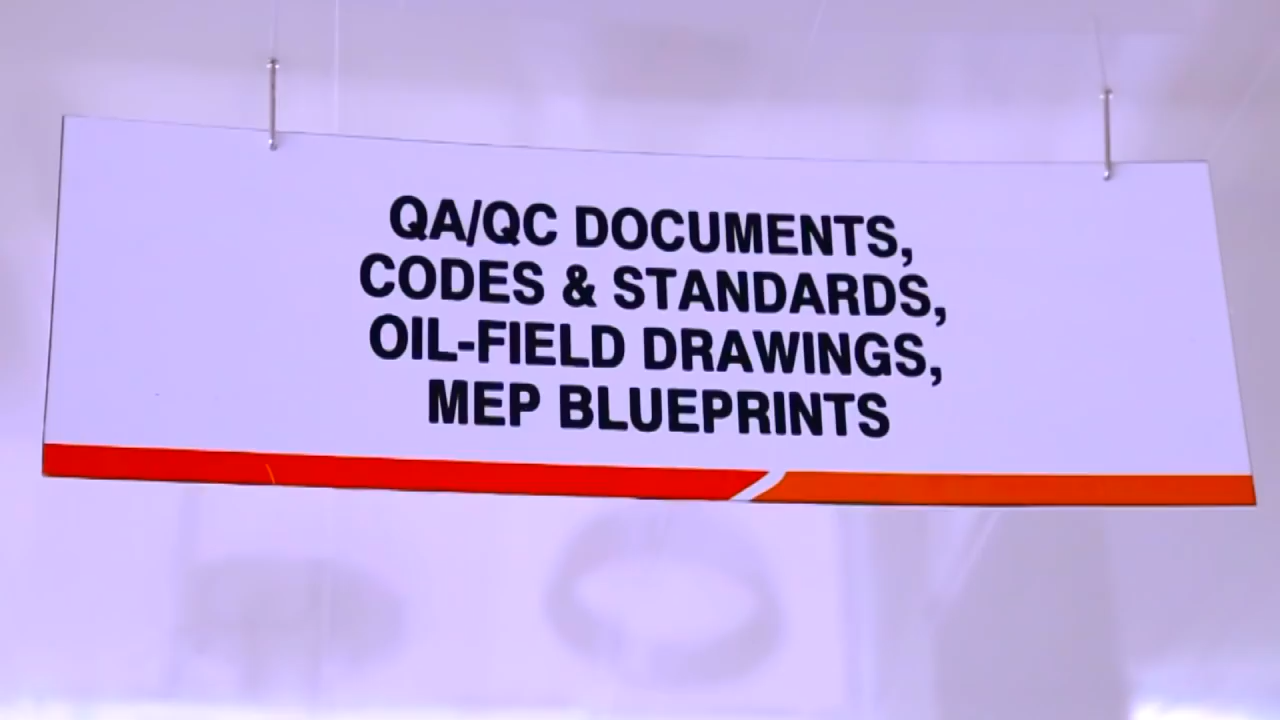 QA/QC DOCUMENTS,
CODES & STANDARDS,
OIL-FIELD DRAWINGS,
MEP BLUEPRINTS